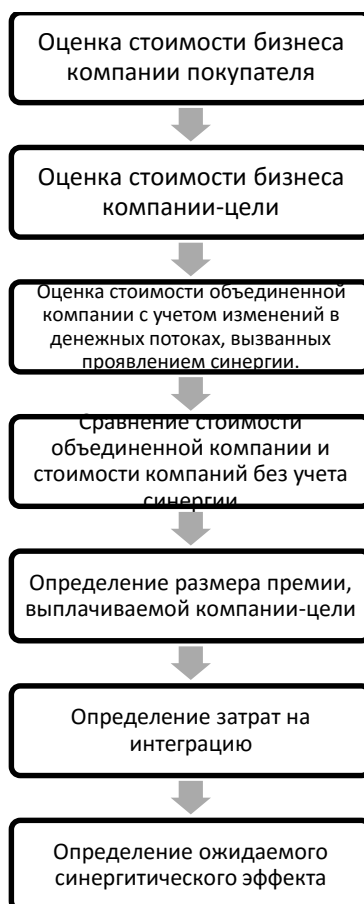 Оценка стоимости бизнеса
компании покупателя
Оценка стоимости бизнеса
компании-цели
Оценка стоимости объединенной
компании с учетом изменений в
денежных потоках, вызванных
проявлением синергии.
Сравнение стоимости
объединенной компании и
стоимости компаний без учета
синергии
Определение размера премии,
выплачиваемой компании-цели
Определение затрат на
интеграцию
Определение ожидаемого
синергитического эффекта